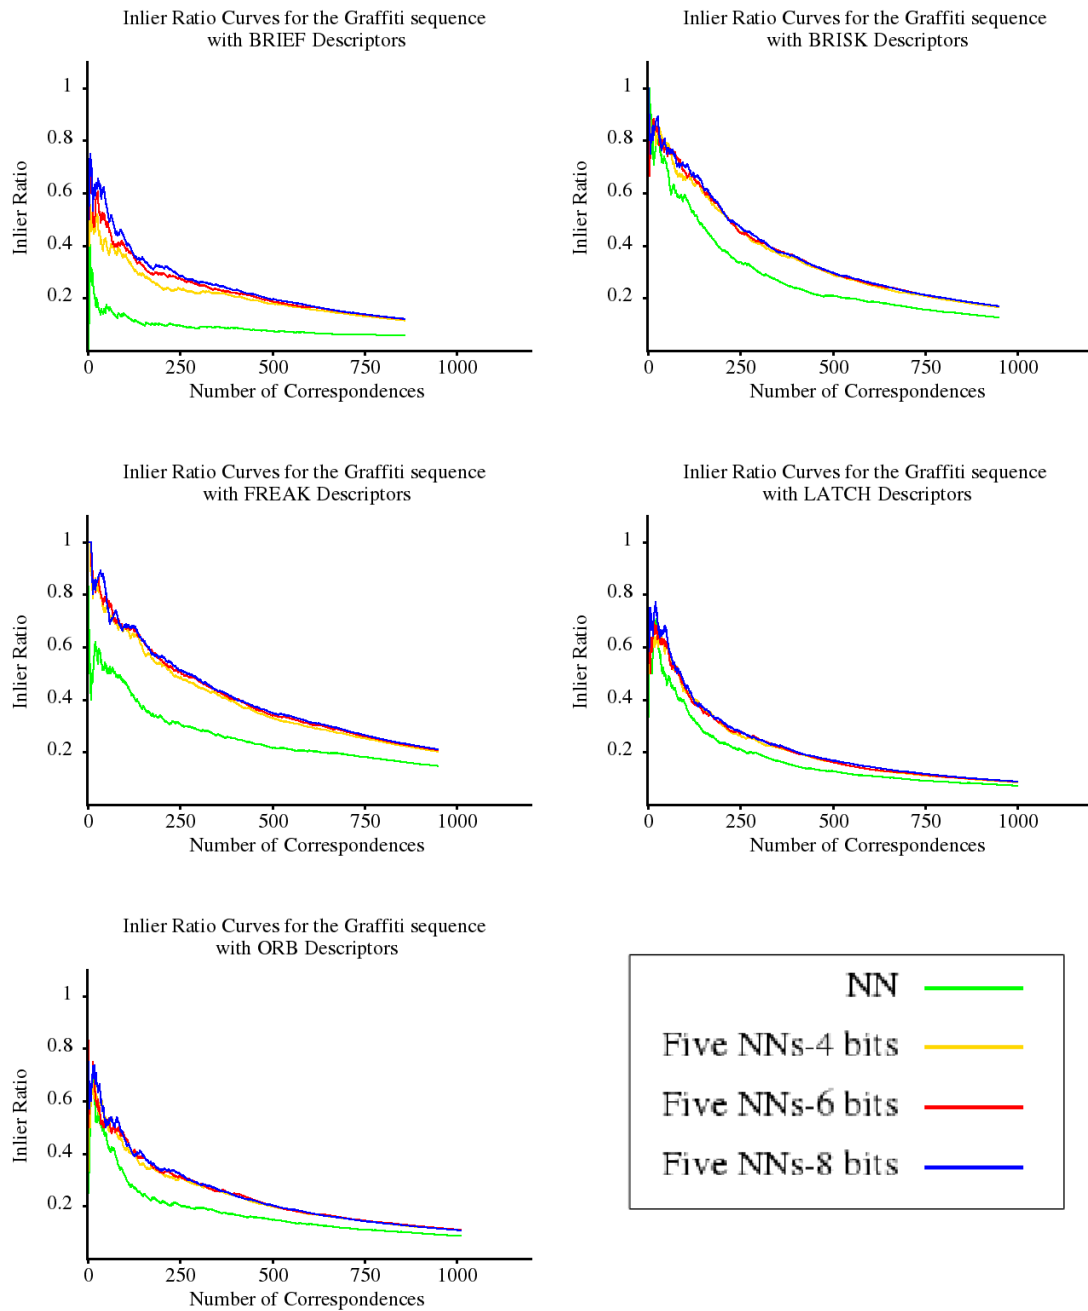 Inlier Ratio Curves for the Graffiti sequence
with BRIEF Descriptors
1
0.8
0.6
0.4
0.2
Inlier Ratio
0 250 500 750 1000
Number of Correspondences
Inlier Ratio Curves for the Graffiti sequence
with BRISK Descriptors
1
0.8
0.6
0.4
0.2
Inlier Ratio
0 250 500 750 1000
Number of Correspondences
Inlier Ratio Curves for the Graffiti sequence
with FREAK Descriptors
1
0.8
0.6
0.4
0.2
Inlier Ratio
0 250 500 750 1000
Number of Correspondences
Inlier Ratio Curves for the Graffiti sequence
with LATCH Descriptors
1
0.8
0.6
0.4
0.2
Inlier Ratio
0 250 500 750 1000
Number of Correspondences
Inlier Ratio Curves for the Graffiti sequence
with ORB Descriptors
1
0.8
0.6
0.4
0.2
Inlier Ratio
0 250 500 750 1000
Number of Correspondences
NN
Five NNs-4 bits
Five NNs-6 bits
Five NNs-8 bits